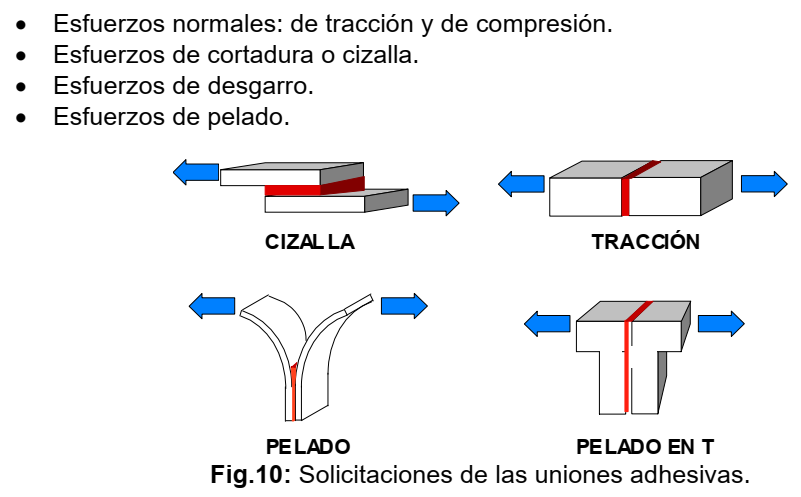 • Esfuerzos normales: de tracción y de compresión.
• Esfuerzos de cortadura o cizalla.
• Esfuerzos de desgarro.
• Esfuerzos de pelado.
CIZALLA
TRACCIÓN
PELADO
PELADO EN T
Fig.10: Solicitaciones de las uniones adhesivas.